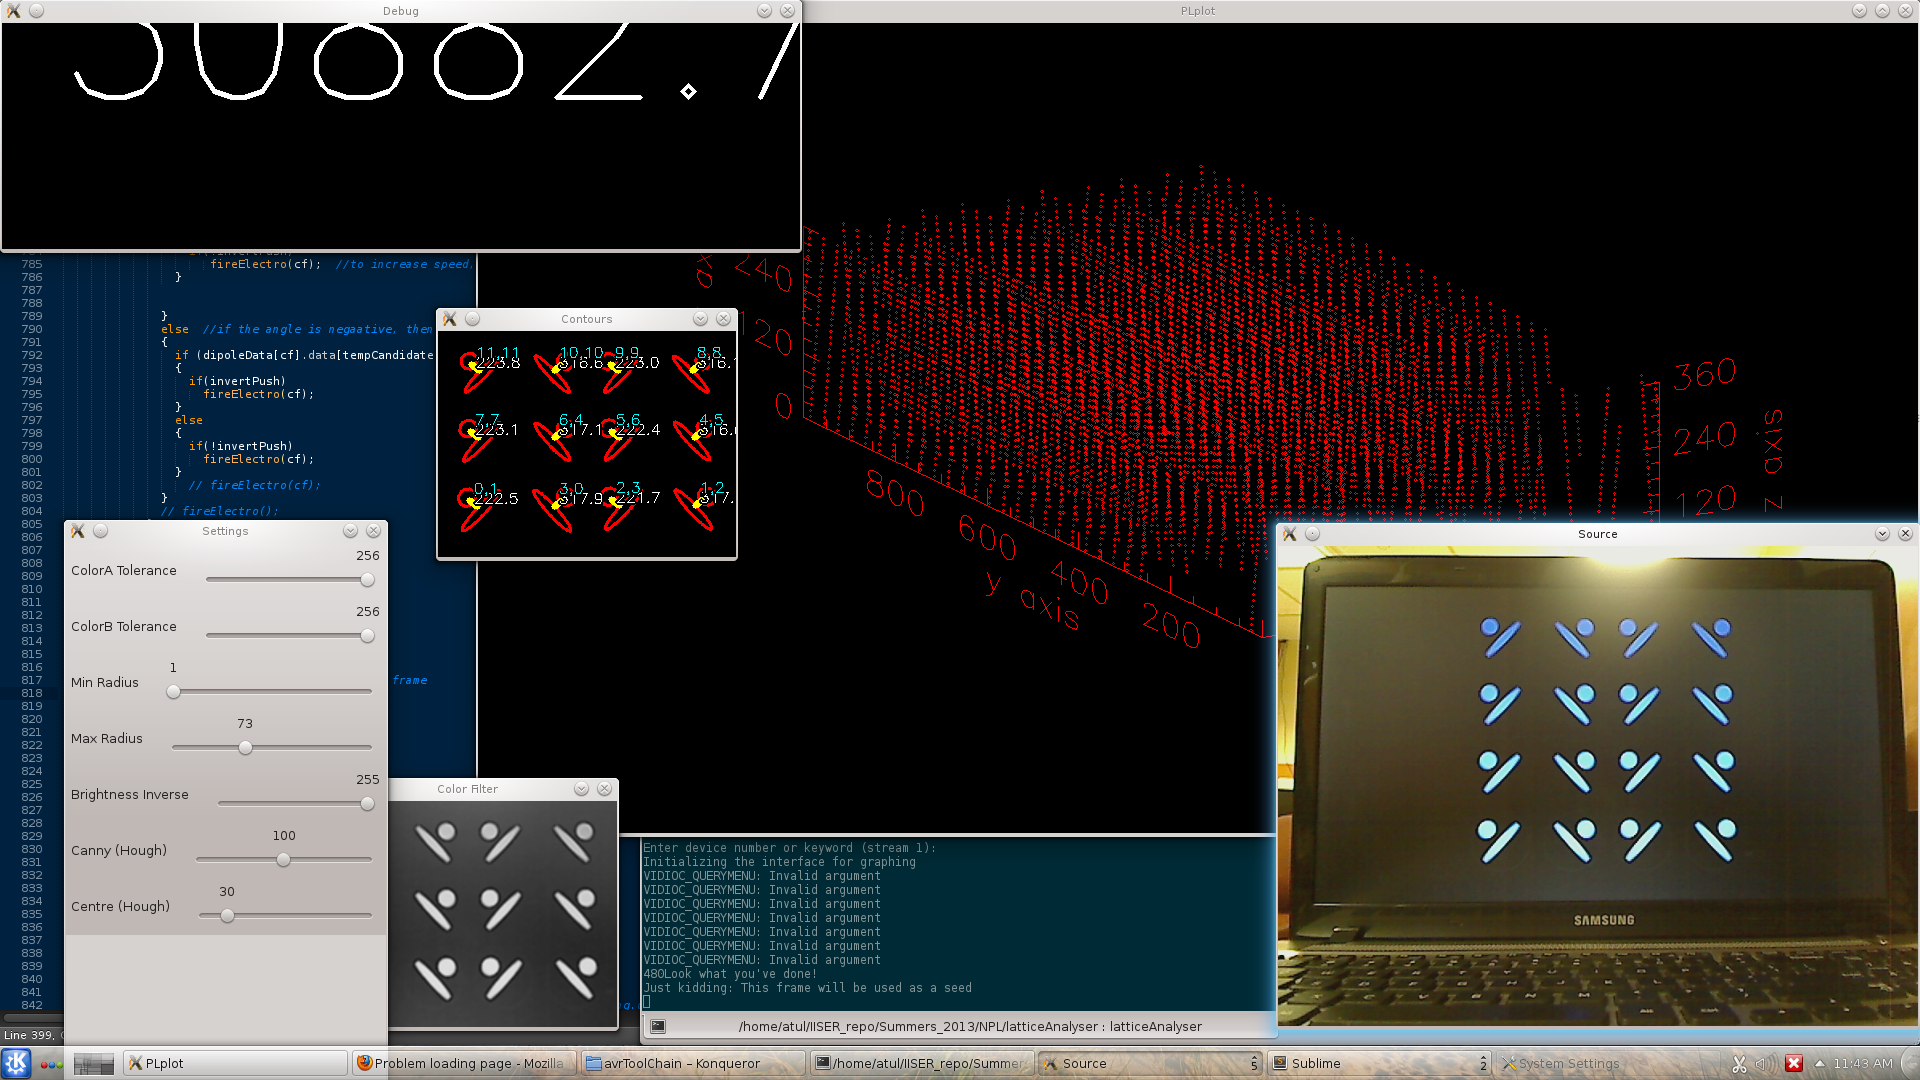 Debug
PLplot
30882.7
785 fireElectro(cf); //to increase speed,
786 }
787
788
789 }
790 else //if the angle is negaative, then
791 {
792 if (dipoleData[cf].data[tempCandidate
793 {
794 if(invertPush)
795 fireElectro(cf);
796 }
797 else
798 {
799 if(!invertPush)
800 fireElectro(cf);
801 }
802 // fireElectro(cf);
803 }
804 // fireElectro();
805
806
807
808
809
810
811
812
813
814
815
816
817 frame
818
819
820
821
822
823
824
825
826
827
828
829
830
831
832
833
834
835
836
837
838
839
840
841
842
Line 399,
Contours
11,11 10,10 9,9 8,8
223.8 318.6 223.0 316.
7,7 6,4 5,6 4,5
223.1 317.1 222.4 316.
0,1 3,0 2,3 1,2
222.5 317.9 221.7 317.
240
120
0
800
600
400
200
y axis
360
240
120
z axis
Settings
ColorA Tolerance 256
ColorB Tolerance 256
Min Radius 1
Max Radius 73
Brightness Inverse 255
Canny (Hough) 100
Centre (Hough) 30
Color Filter
Source
SAMSUNG
Enter device number or keyword (stream 1):
Initializing the interface for graphing
VIDIOC_QUERYMENU: Invalid argument
VIDIOC_QUERYMENU: Invalid argument
VIDIOC_QUERYMENU: Invalid argument
VIDIOC_QUERYMENU: Invalid argument
VIDIOC_QUERYMENU: Invalid argument
VIDIOC_QUERYMENU: Invalid argument
VIDIOC_QUERYMENU: Invalid argument
480Look what you've done!
Just kidding: This frame will be used as a seed
/home/atul/IISER_repo/Summers_2013/NPL/latticeAnalyser : latticeAnalyser
PLplot
Problem loading page - Mozilla
avrToolChain – Konqueror
/home/atul/IISER_repo/Summer
Source 5
Sublime 2
System Settings
11:43 AM